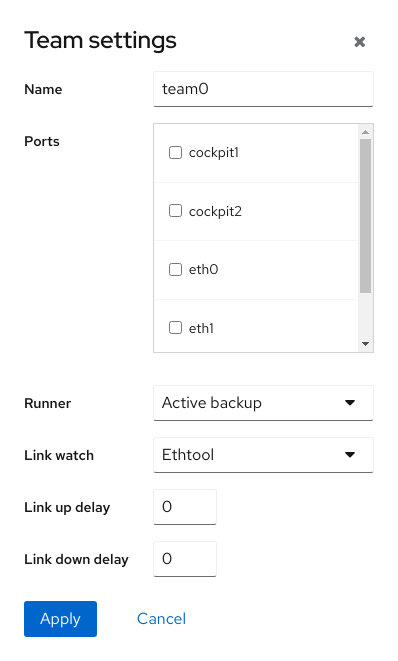 Team settings
Name
team0
Ports
cockpit1
cockpit2
eth0
eth1
Runner
Active backup
Link watch
Ethtool
Link up delay
0
Link down delay
0
Apply
Cancel